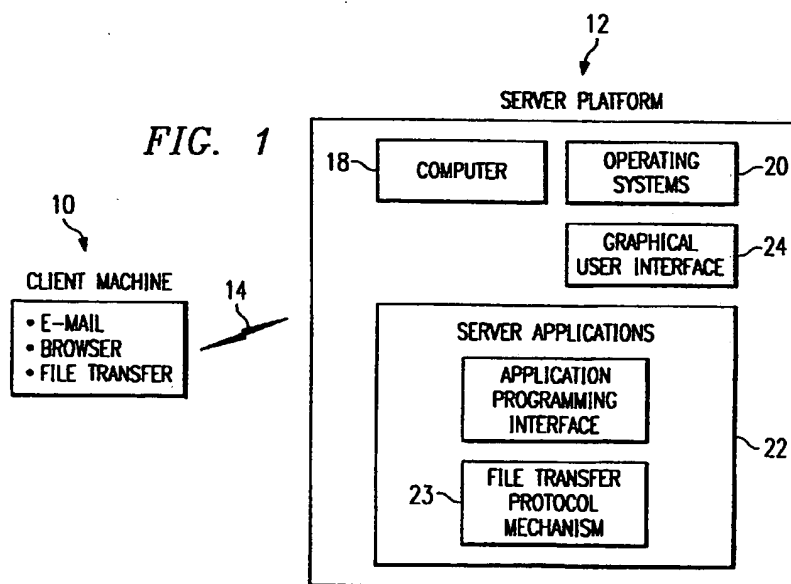 12
SERVER PLATFORM
FIG. 1
18
COMPUTER
OPERATING
SYSTEMS
20
10
GRAPHICAL
USER INTERFACE
24
CLIENT MACHINE
14
• E-MAIL
• BROWSER
• FILE TRANSFER
SERVER APPLICATIONS
APPLICATION
PROGRAMMING
INTERFACE
22
23
FILE TRANSFER
PROTOCOL
MECHANISM